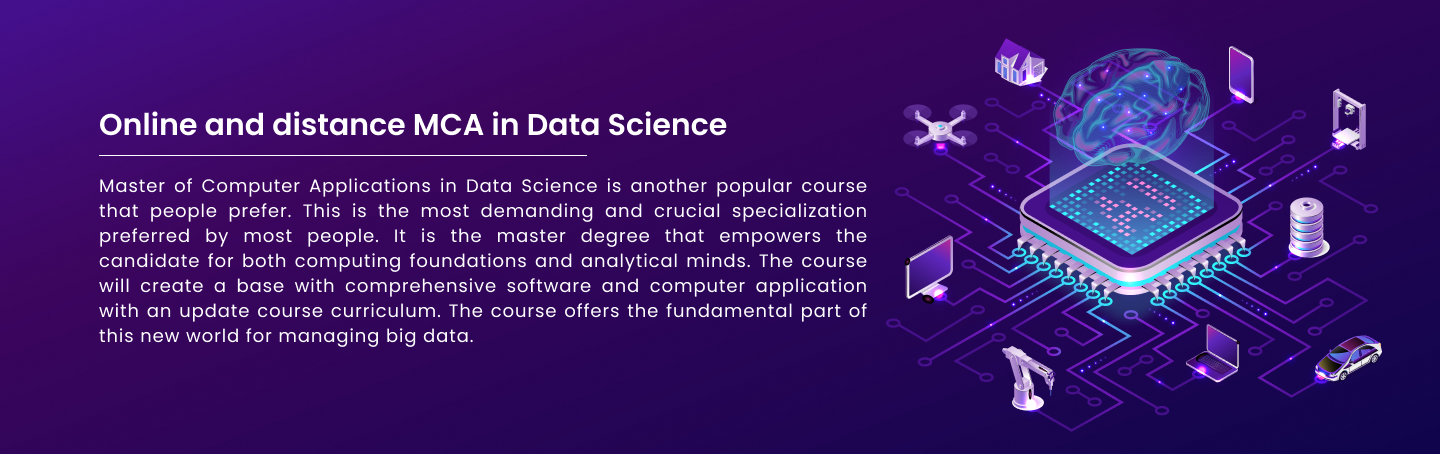 Online and distance MCA in Data Science
Master of Computer Applications in Data Science is another popular course
that people prefer. This is the most demanding and crucial specialization
preferred by most people. It is the master degree that empowers the
candidate for both computing foundations and analytical minds. The course
will create a base with comprehensive software and computer application
with an update course curriculum. The course offers the fundamental part of
this new world for managing big data.